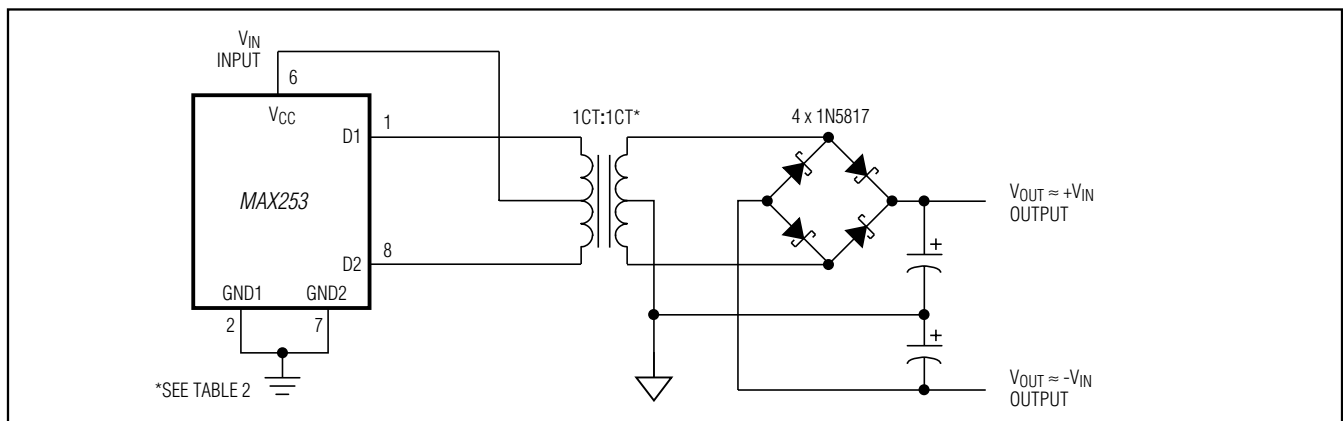 VIN
INPUT
6
VCC
D1
1
1CT:1CT*
4 x 1N5817
MAX253
VOUT ≈ +VIN
OUTPUT
+
D2
8
GND1
GND2
2
7
+
*SEE TABLE 2
VOUT ≈ -VIN
OUTPUT